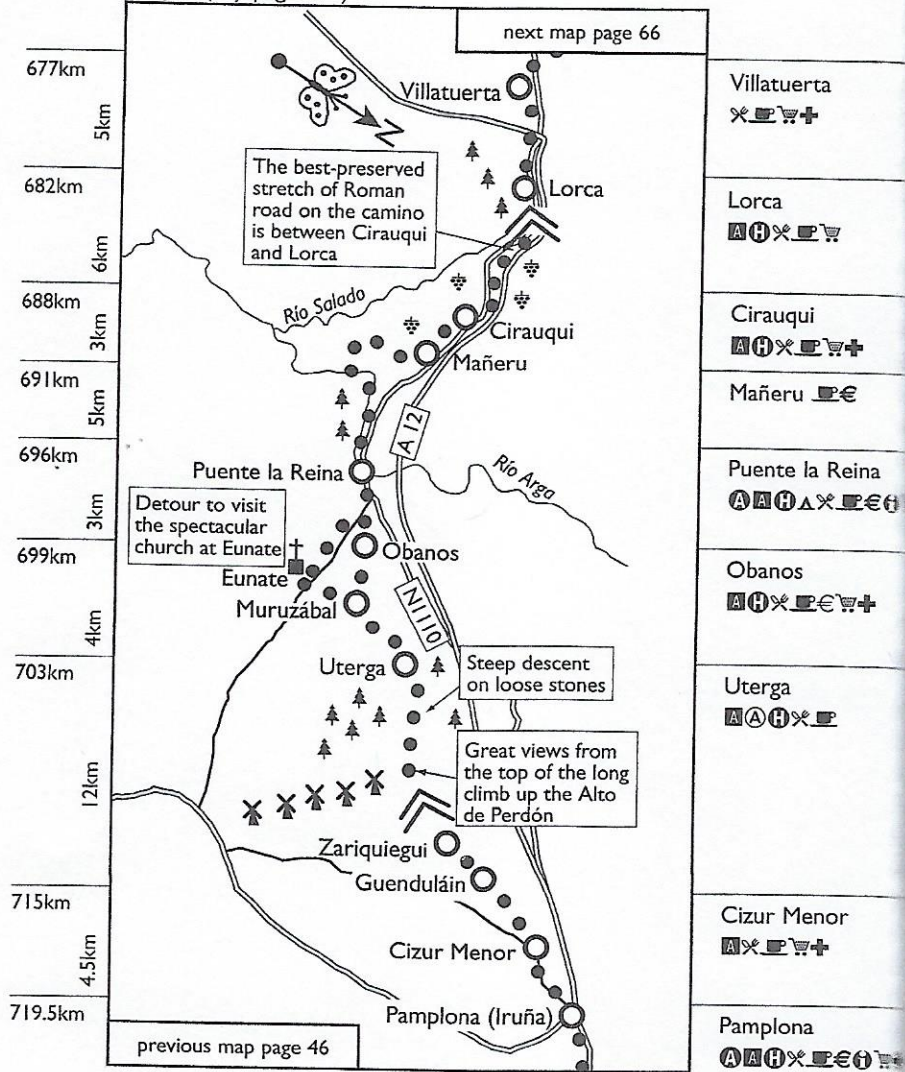 next map page 66
677km
5km
682km
6km
688km
3km
691km
5km
696km
3km
699km
4km
703km
12km
715km
4.5km
719.5km
Villatuerta
N
The best-preserved
stretch of Roman
road on the camino
is between Cirauqui
and Lorca
Lorca
Río Salado
Cirauqui
Mañeru
A 12
Puente la Reina
Río Arga
Detour to visit
the spectacular
church at Eunate
Obanos
Eunate
Muruzábal
N1110
Uterga
Steep descent
on loose stones
Great views from
the top of the long
climb up the Alto
de Perdón
Zariquiegui
Guenduláin
Cizur Menor
Pamplona (Iruña)
previous map page 46
Villatuerta
Lorca
A H
Cirauqui
A H
Mañeru €
Puente la Reina
A A H € i
Obanos
A H €
Uterga
A A H
Cizur Menor
A
Pamplona
A A H € i